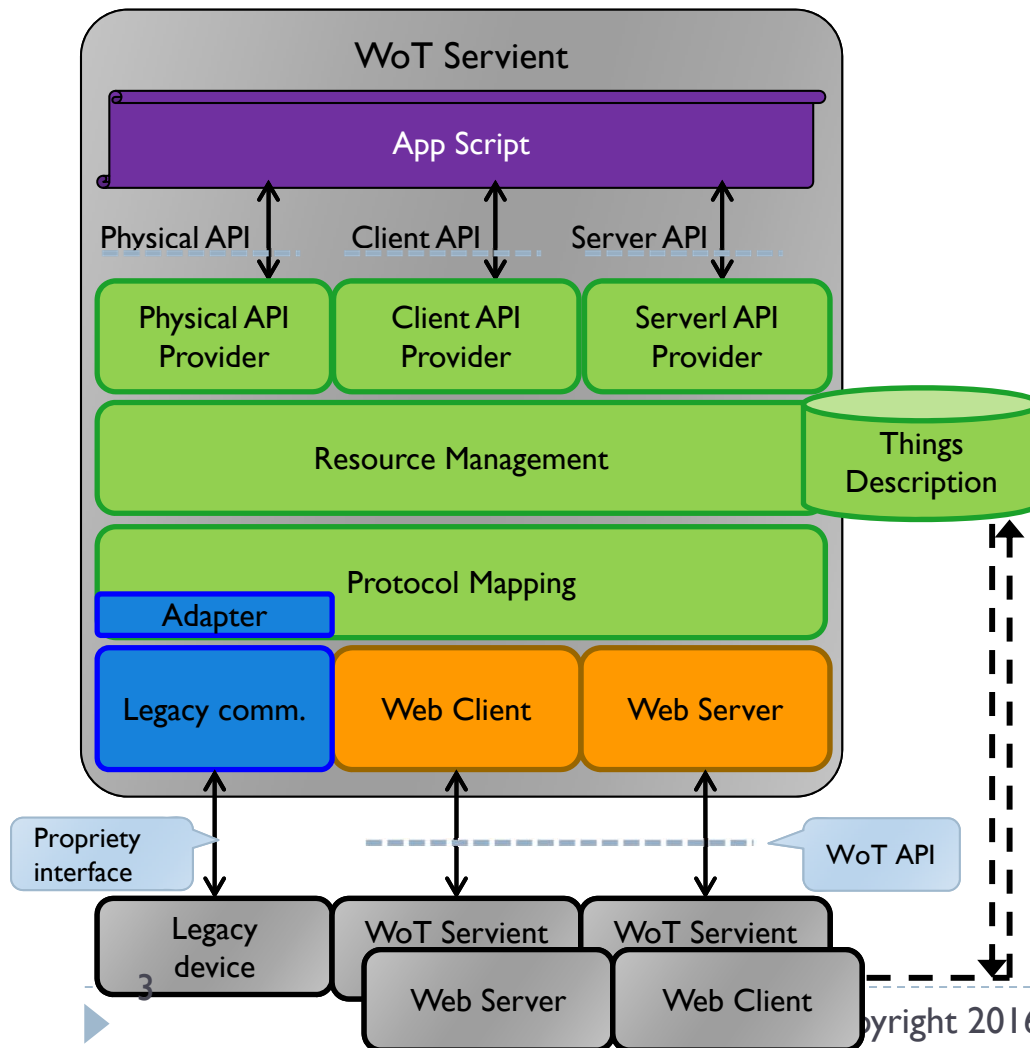 WoT Servient
App Script
Physical API
Client API
Server API
Physical API
Provider
Client API
Provider
Serverl API
Provider
Resource Management
Things
Description
Protocol Mapping
Adapter
Legacy comm.
Web Client
Web Server
Propriety
interface
WoT API
Legacy
device
WoT Servient
WoT Servient
Web Server
Web Client
3
pyright 2016